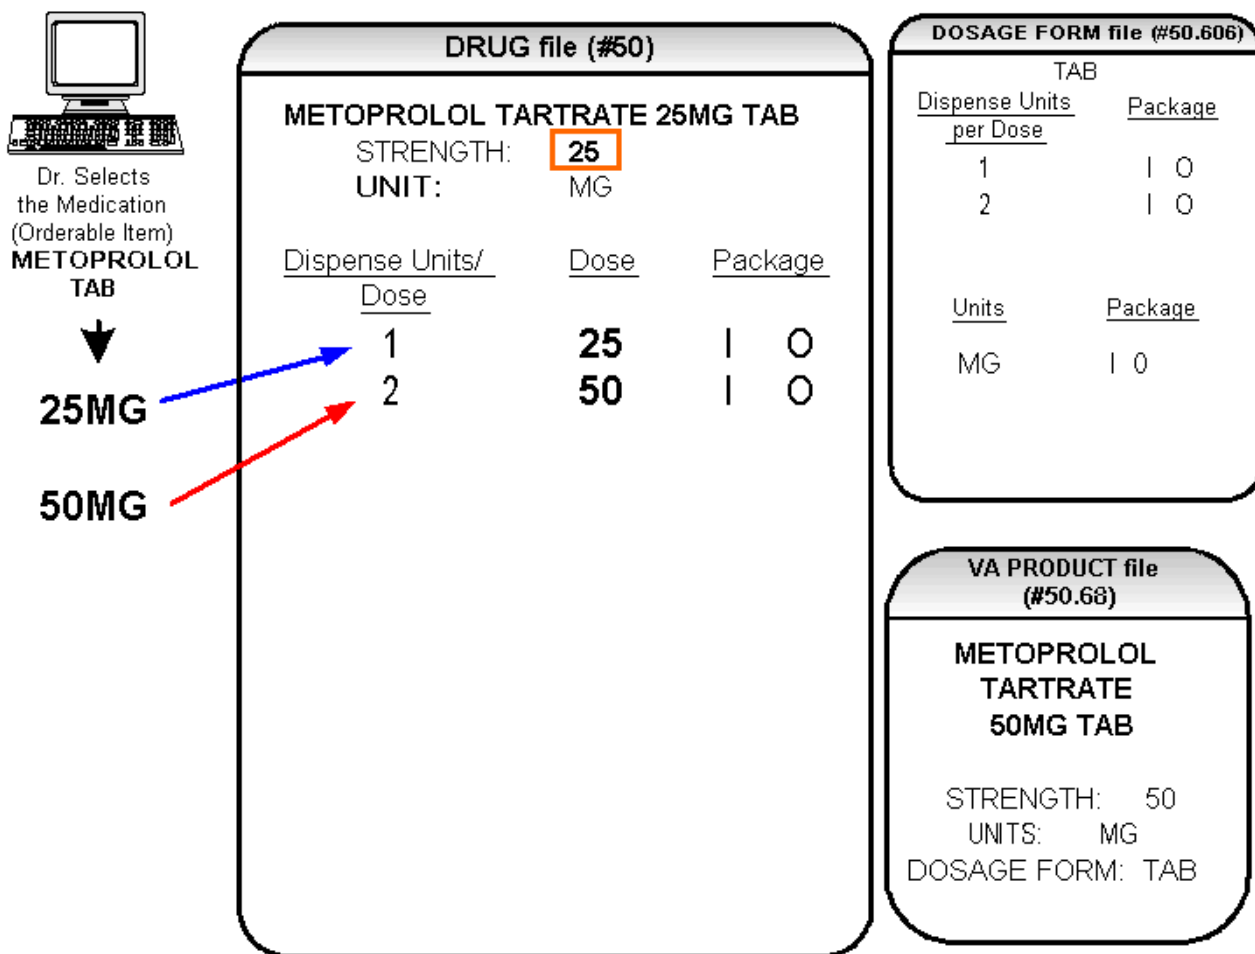 Dr. Selects
the Medication
(Orderable Item)
METOPROLOL
TAB
25MG
50MG
DRUG file (#50)
METOPROLOL TARTRATE 25MG TAB
STRENGTH: 25
UNIT: MG
Dispense Units/ Dose Package
Dose
1 25 I O
2 50 I O
DOSAGE FORM file (#50.606)
TAB
Dispense Units Package
per Dose
1 I O
2 I O
Units Package
MG I 0
VA PRODUCT file
(#50.68)
METOPROLOL
TARTRATE
50MG TAB
STRENGTH: 50
UNITS: MG
DOSAGE FORM: TAB